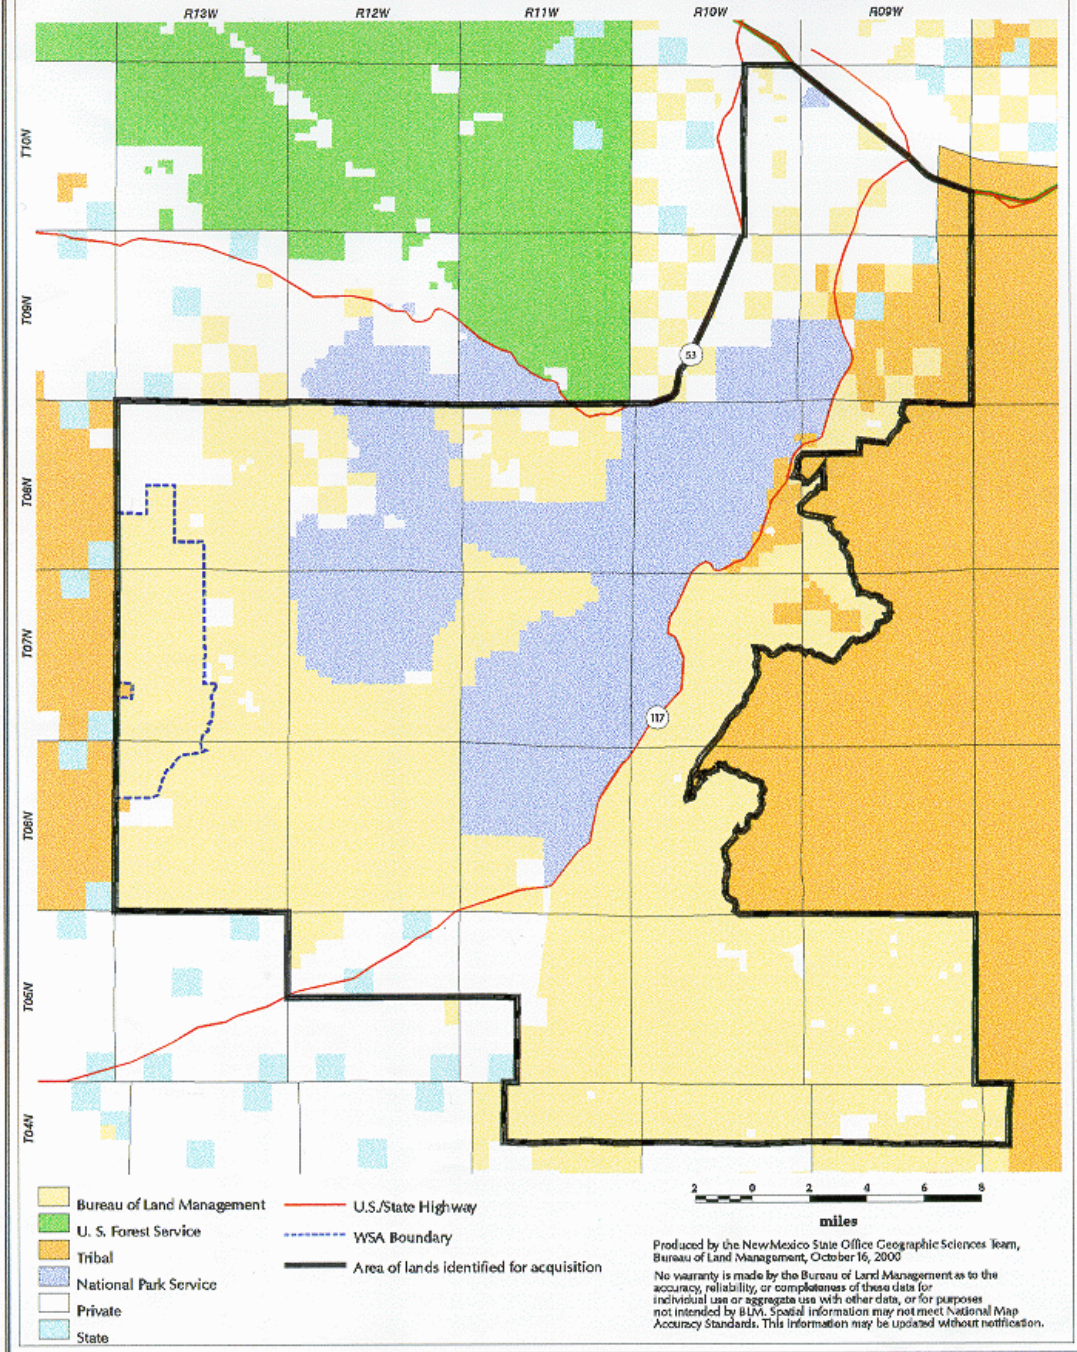 R13W R12W R11W R10W R09W
T10N
T09N
53
T08N
T07N
117
T06N
T05N
T04N
Bureau of Land Management
U. S. Forest Service
Tribal
National Park Service
Private
State
U.S./State Highway
WSA Boundary
Area of lands identified for acquisition
2 0 2 4 6 8
miles
Produced by the New Mexico State Office Geographic Sciences Team,
Bureau of Land Management, October 16, 2000
No warranty is made by the Bureau of Land Management as to the
accuracy, reliability, or completeness of these data for
individual use or aggregate use with other data, or for purposes
not intended by BLM. Spatial information may not meet National Map
Accuracy Standards. This information may be updated without notification.